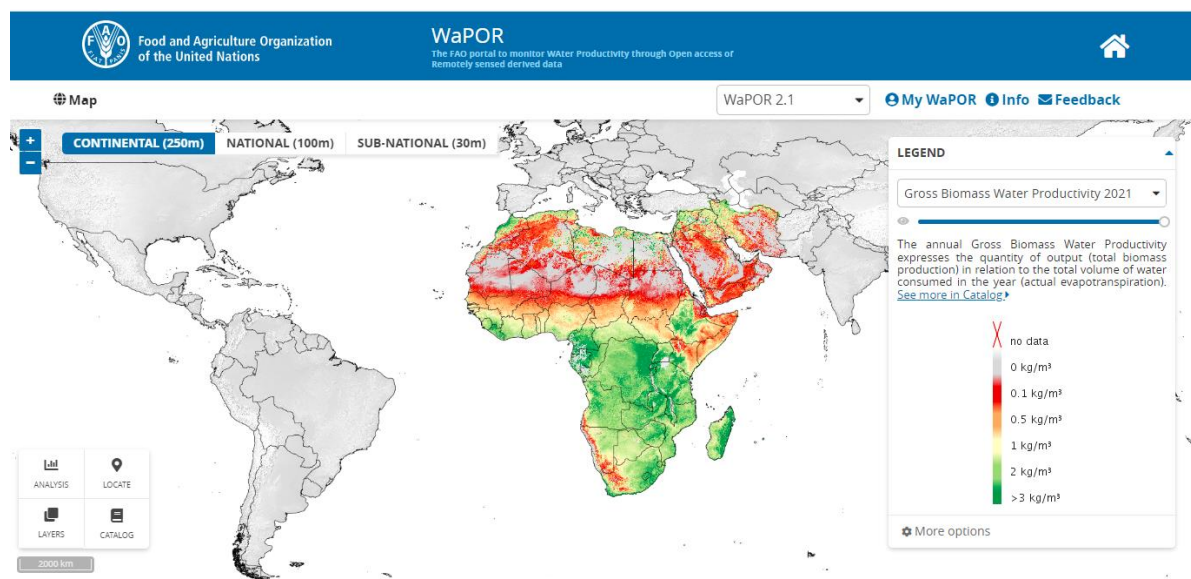 Food and Agriculture Organization
of the United Nations
F A O
FIAT PANIS
WaPOR
The FAO portal to monitor WAter Productivity through Open access of
Remotely sensed derived data
Map
WaPOR 2.1
My WaPOR
Info
Feedback
+
−
CONTINENTAL (250m)
NATIONAL (100m)
SUB-NATIONAL (30m)
LEGEND
Gross Biomass Water Productivity 2021
The annual Gross Biomass Water Productivity
expresses the quantity of output (total biomass
production) in relation to the total volume of water
consumed in the year (actual evapotranspiration).
See more in Catalog
no data
0 kg/m³
0.1 kg/m³
0.5 kg/m³
1 kg/m³
2 kg/m³
>3 kg/m³
More options
ANALYSIS
LOCATE
LAYERS
CATALOG
2000 km